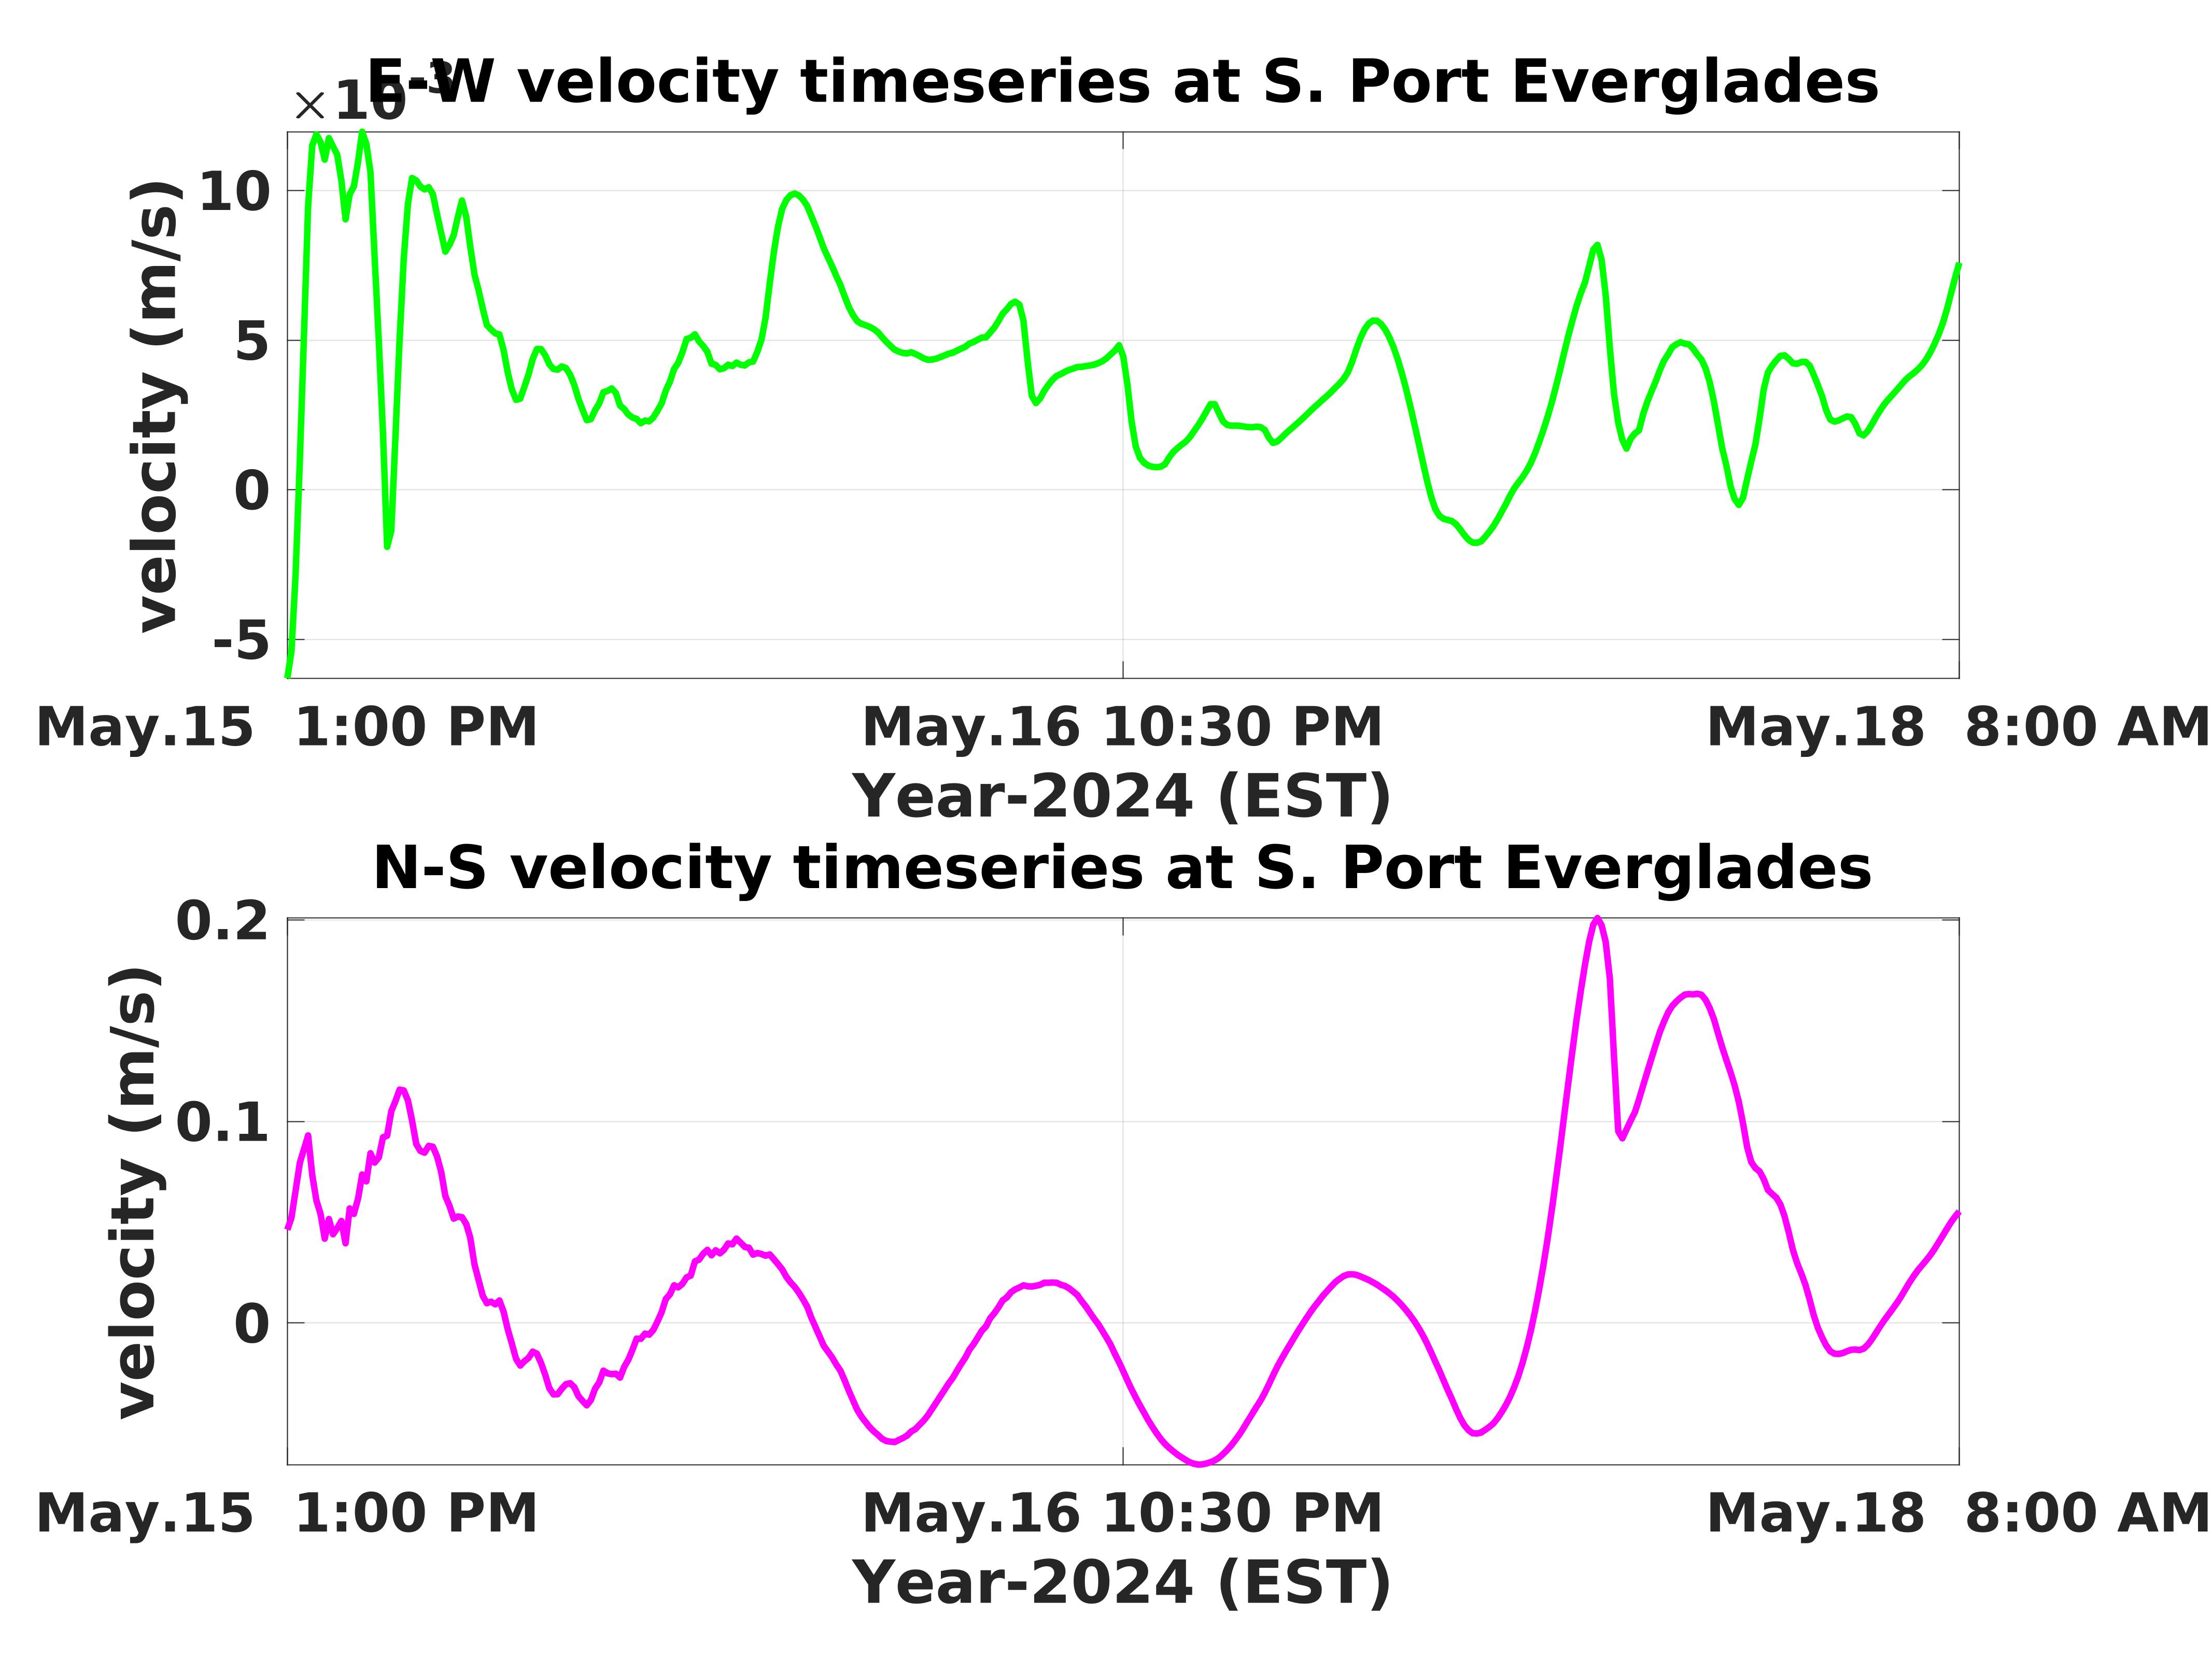 E-W velocity timeseries at S. Port Everglades
×10-3
velocity (m/s)
10
5
0
-5
May.15 1:00 PM May.16 10:30 PM May.18 8:00 AM
Year-2024 (EST)
N-S velocity timeseries at S. Port Everglades
velocity (m/s)
0.2
0.1
0
May.15 1:00 PM May.16 10:30 PM May.18 8:00 AM
Year-2024 (EST)